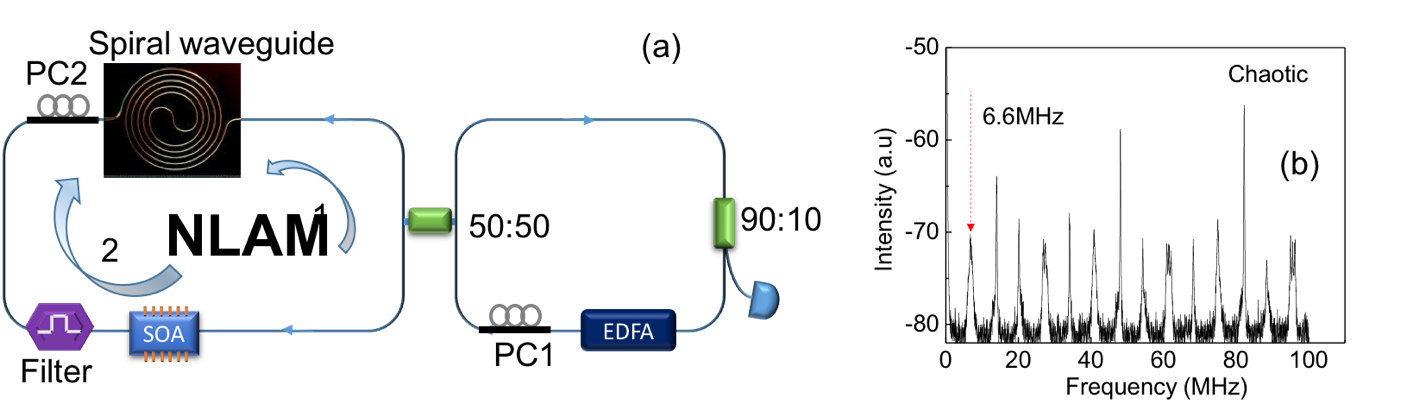 Spiral waveguide
(a)
PC2
NLAM
1
2
50:50
90:10
SOA
EDFA
Filter
PC1
-50
-60
-70
-80
Intensity (a.u)
Chaotic
6.6MHz
(b)
0 20 40 60 80 100
Frequency (MHz)